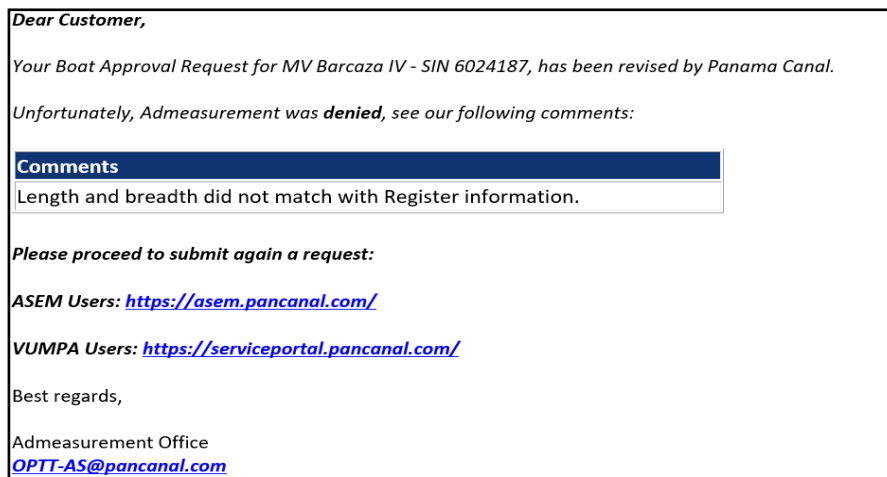 Dear Customer,
Your Boat Approval Request for MV Barcaza IV - SIN 6024187, has been revised by Panama Canal.
Unfortunately, Admeasurement was denied, see our following comments:
Comments
Length and breadth did not match with Register information.
Please proceed to submit again a request:
ASEM Users: https://asem.pancanal.com/
VUMPA Users: https://serviceportal.pancanal.com/
Best regards,
Admeasurement Office
OPTT-AS@pancanal.com